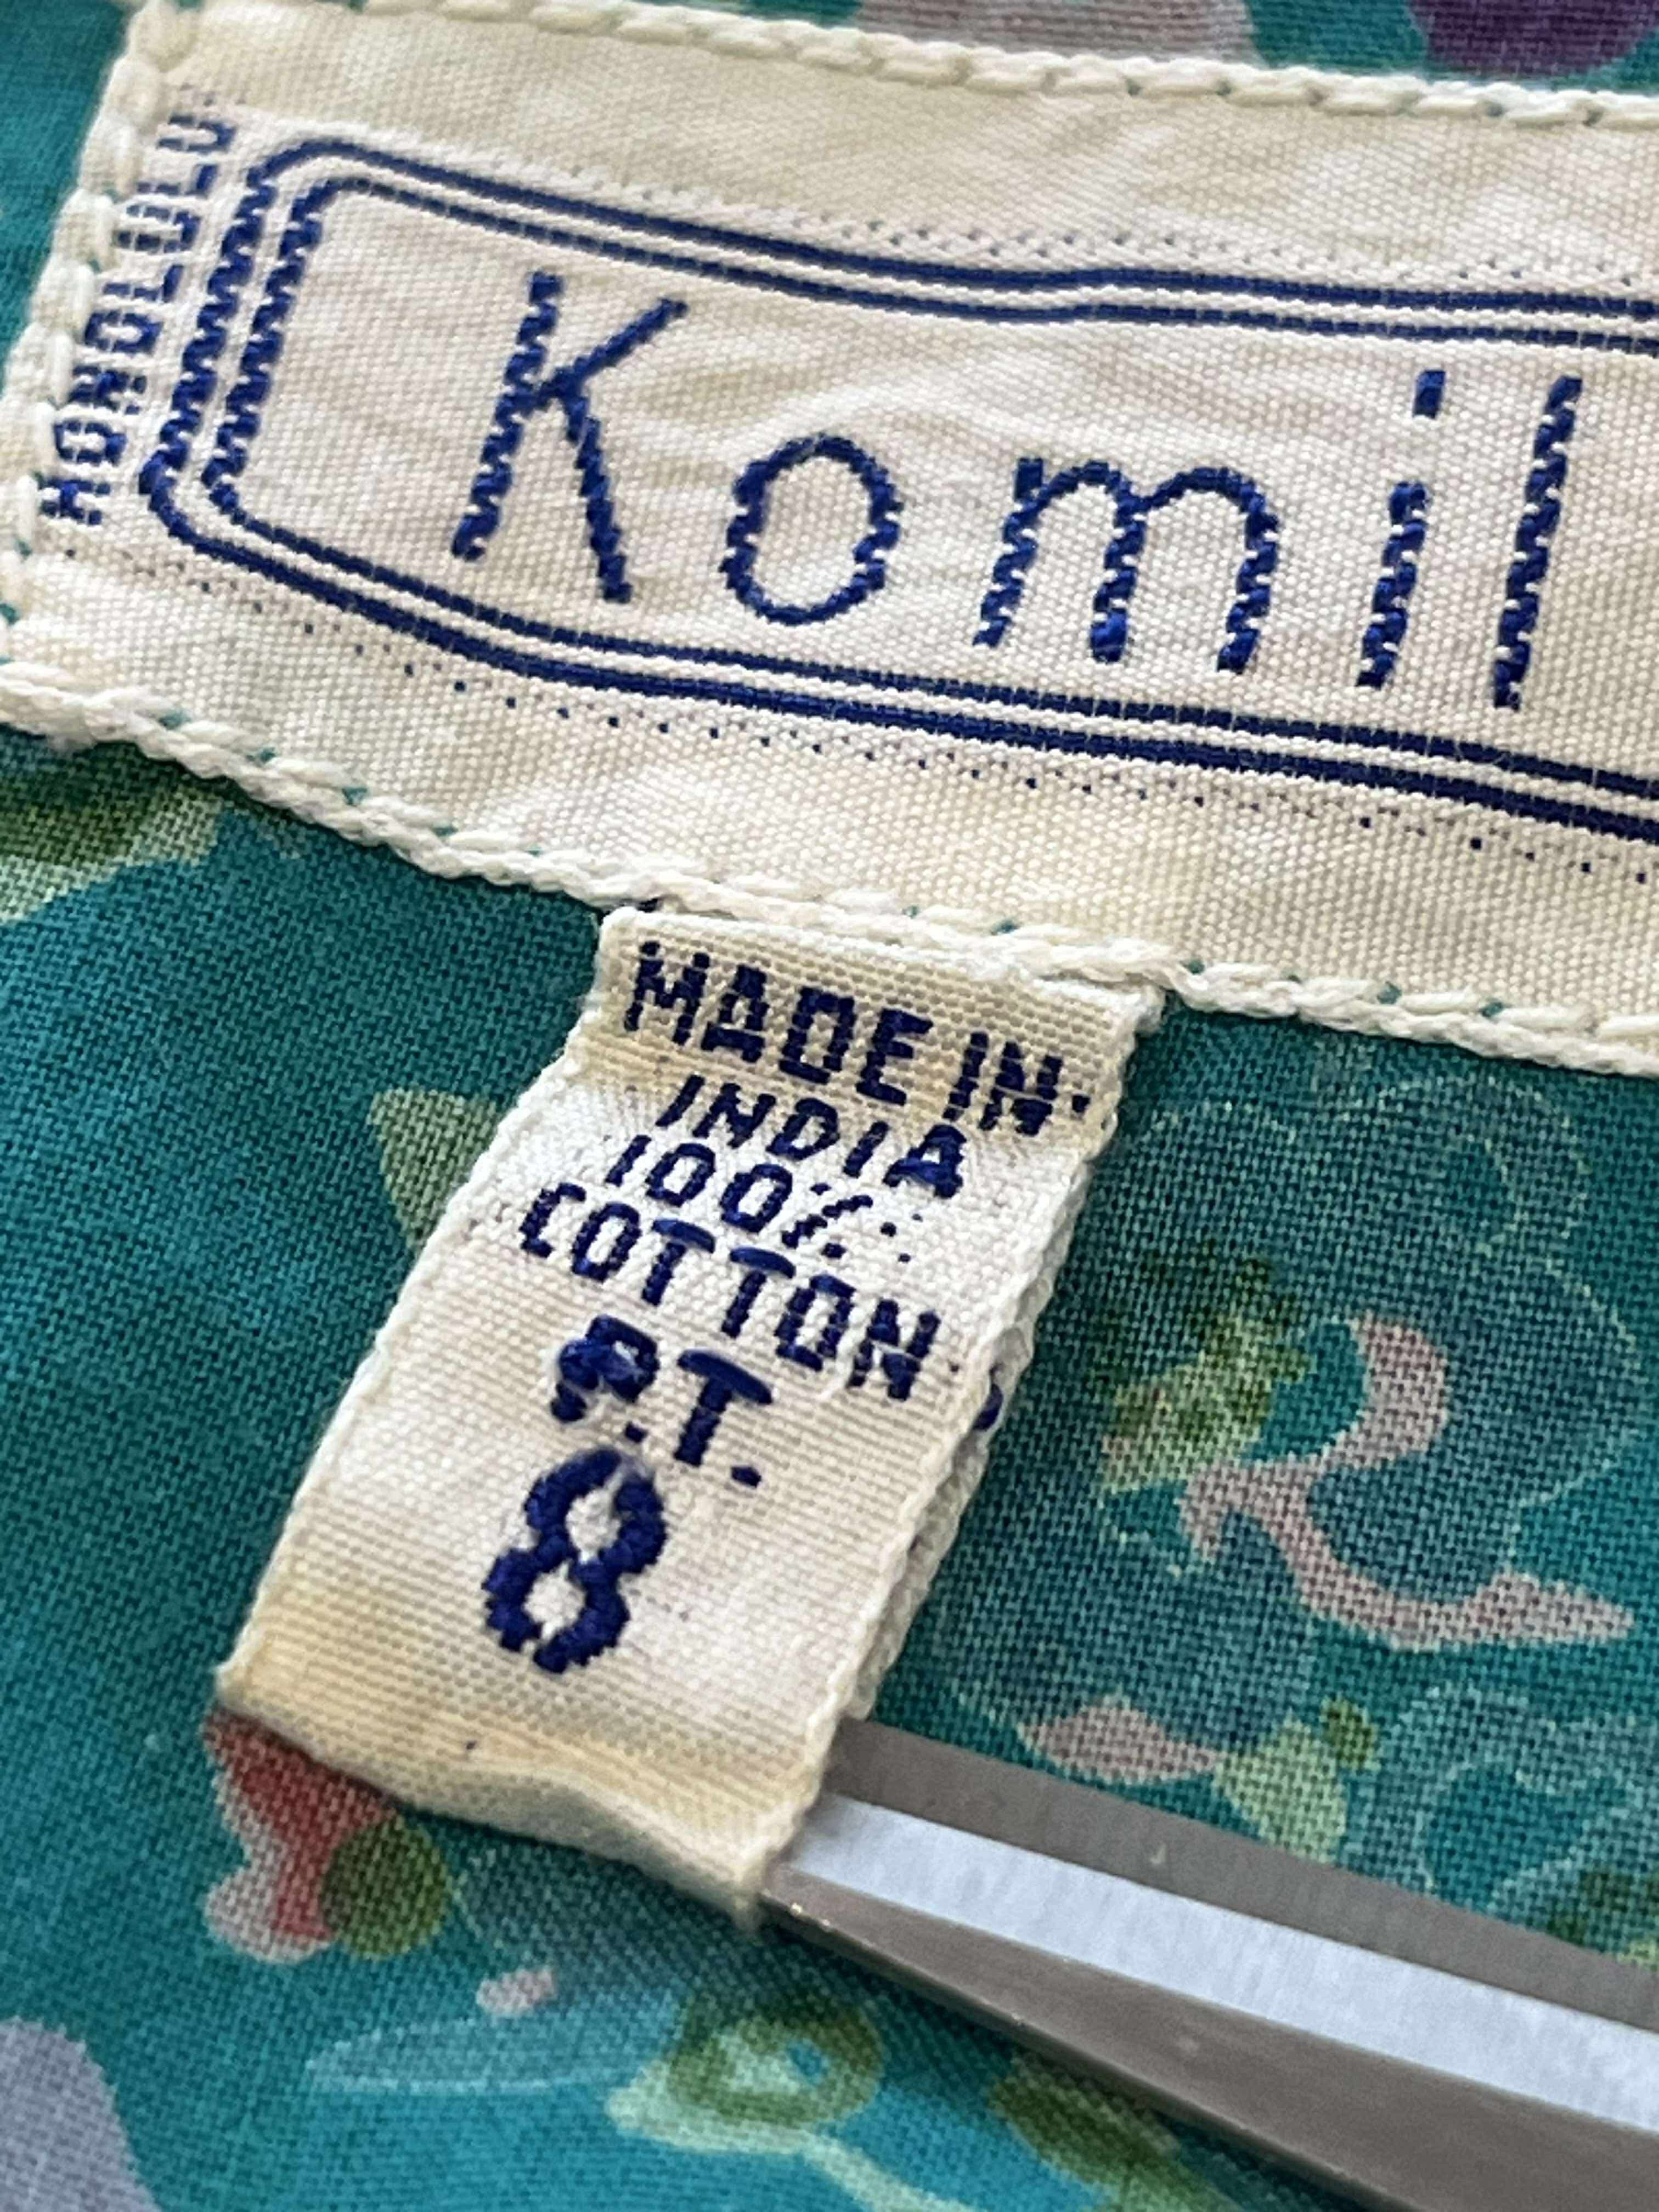 HONOLULU
Komil
MADE IN
INDIA
100%
COTTON
P.T.
8